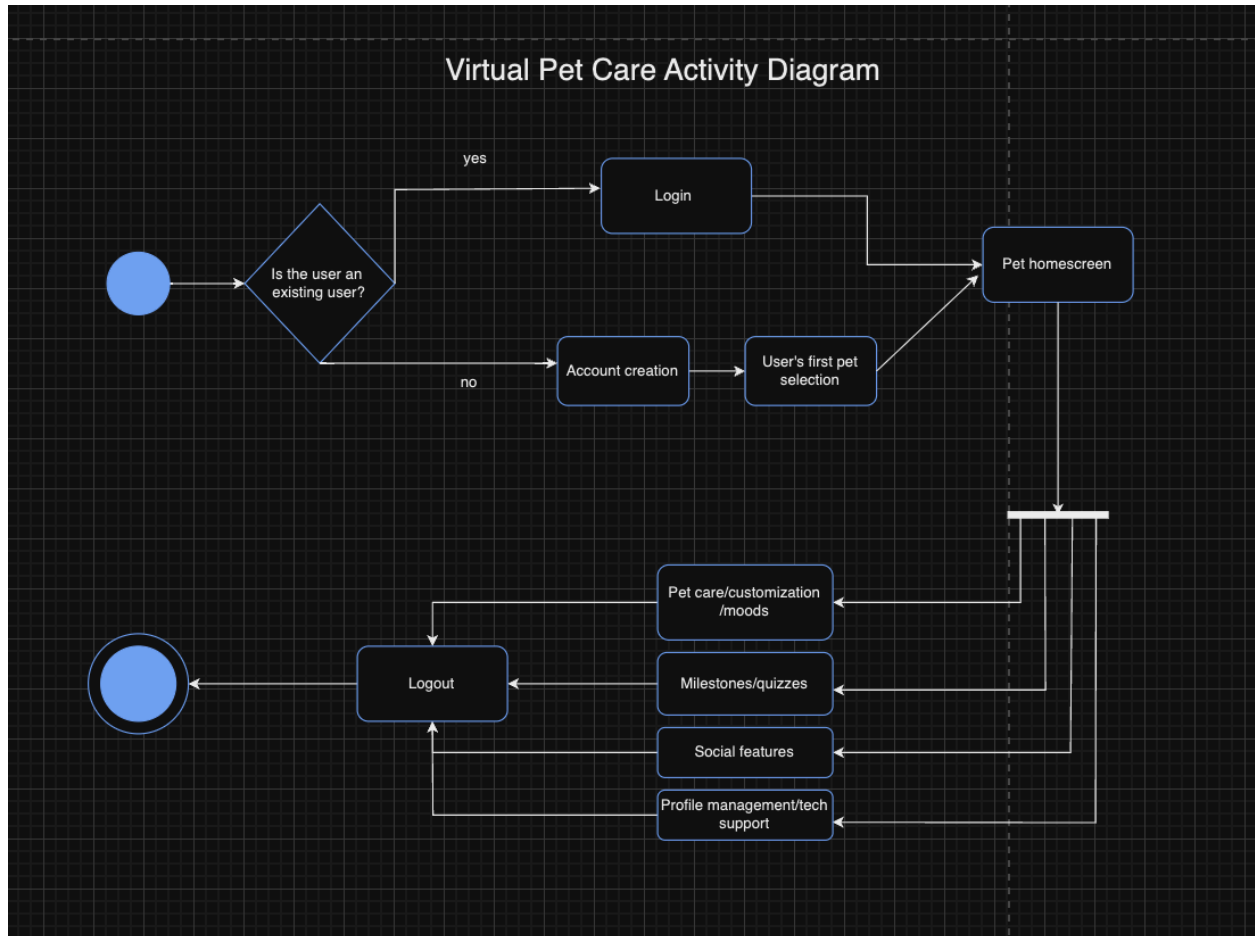 Virtual Pet Care Activity Diagram
yes
Login
Is the user an
existing user?
Pet homescreen
no
Account creation
User's first pet
selection
Pet care/customization
/moods
Logout
Milestones/quizzes
Social features
Profile management/tech
support